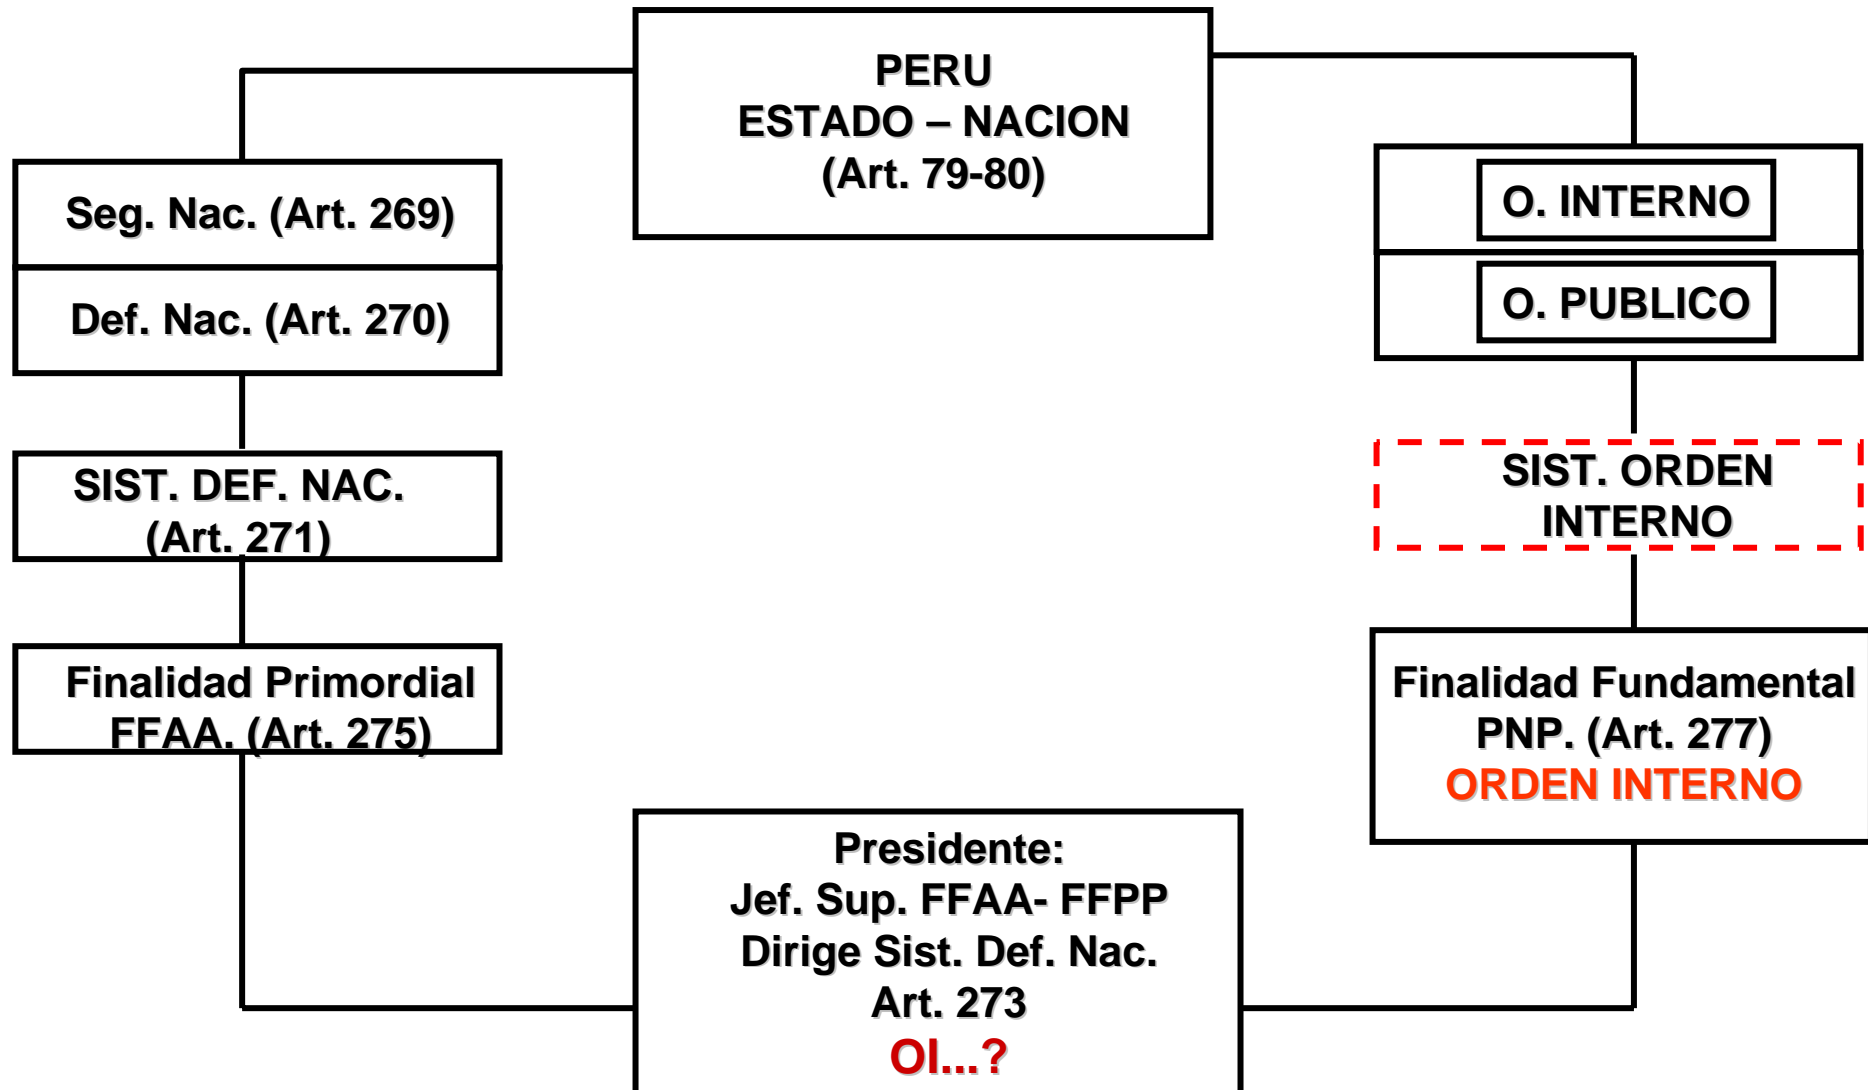 PERU
ESTADO – NACION
(Art. 79-80)
Seg. Nac. (Art. 269)
Def. Nac. (Art. 270)
SIST. DEF. NAC.
(Art. 271)
Finalidad Primordial
FFAA. (Art. 275)
O. INTERNO
O. PUBLICO
SIST. ORDEN
INTERNO
Finalidad Fundamental
PNP. (Art. 277)
ORDEN INTERNO
Presidente:
Jef. Sup. FFAA- FFPP
Dirige Sist. Def. Nac.
Art. 273
OI...?